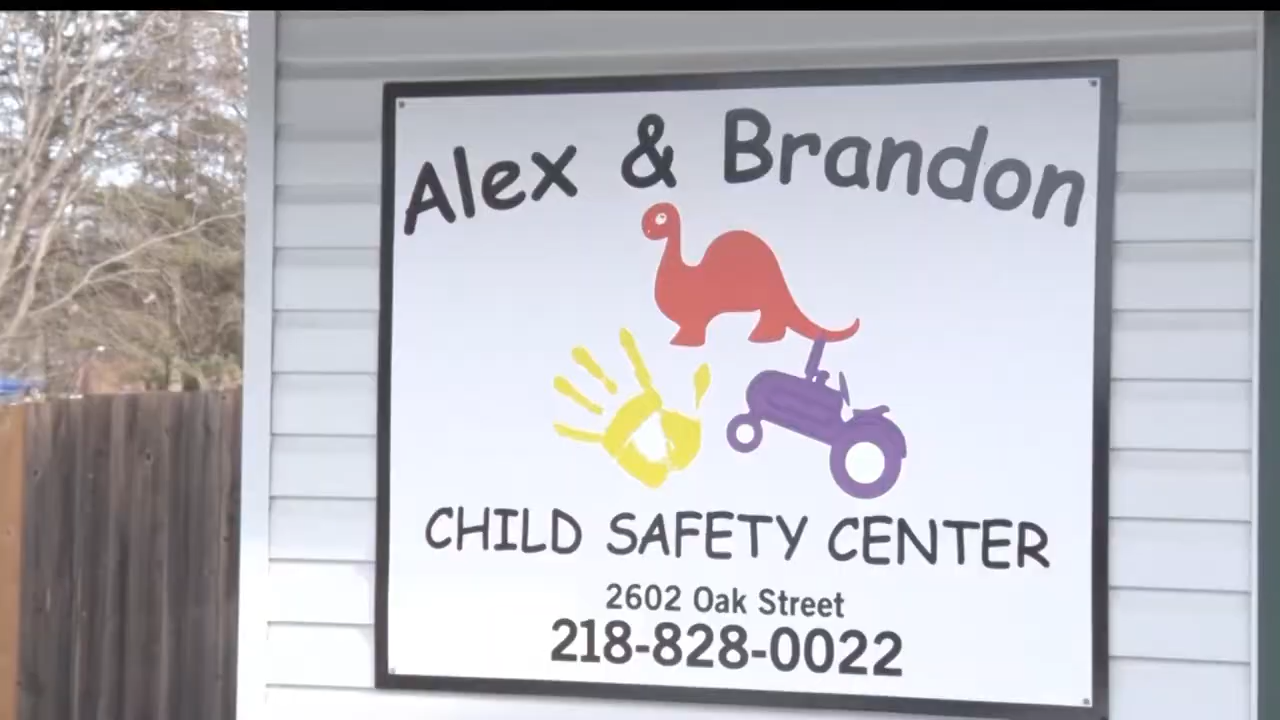 Alex & Brandon
CHILD SAFETY CENTER
2602 Oak Street
218-828-0022